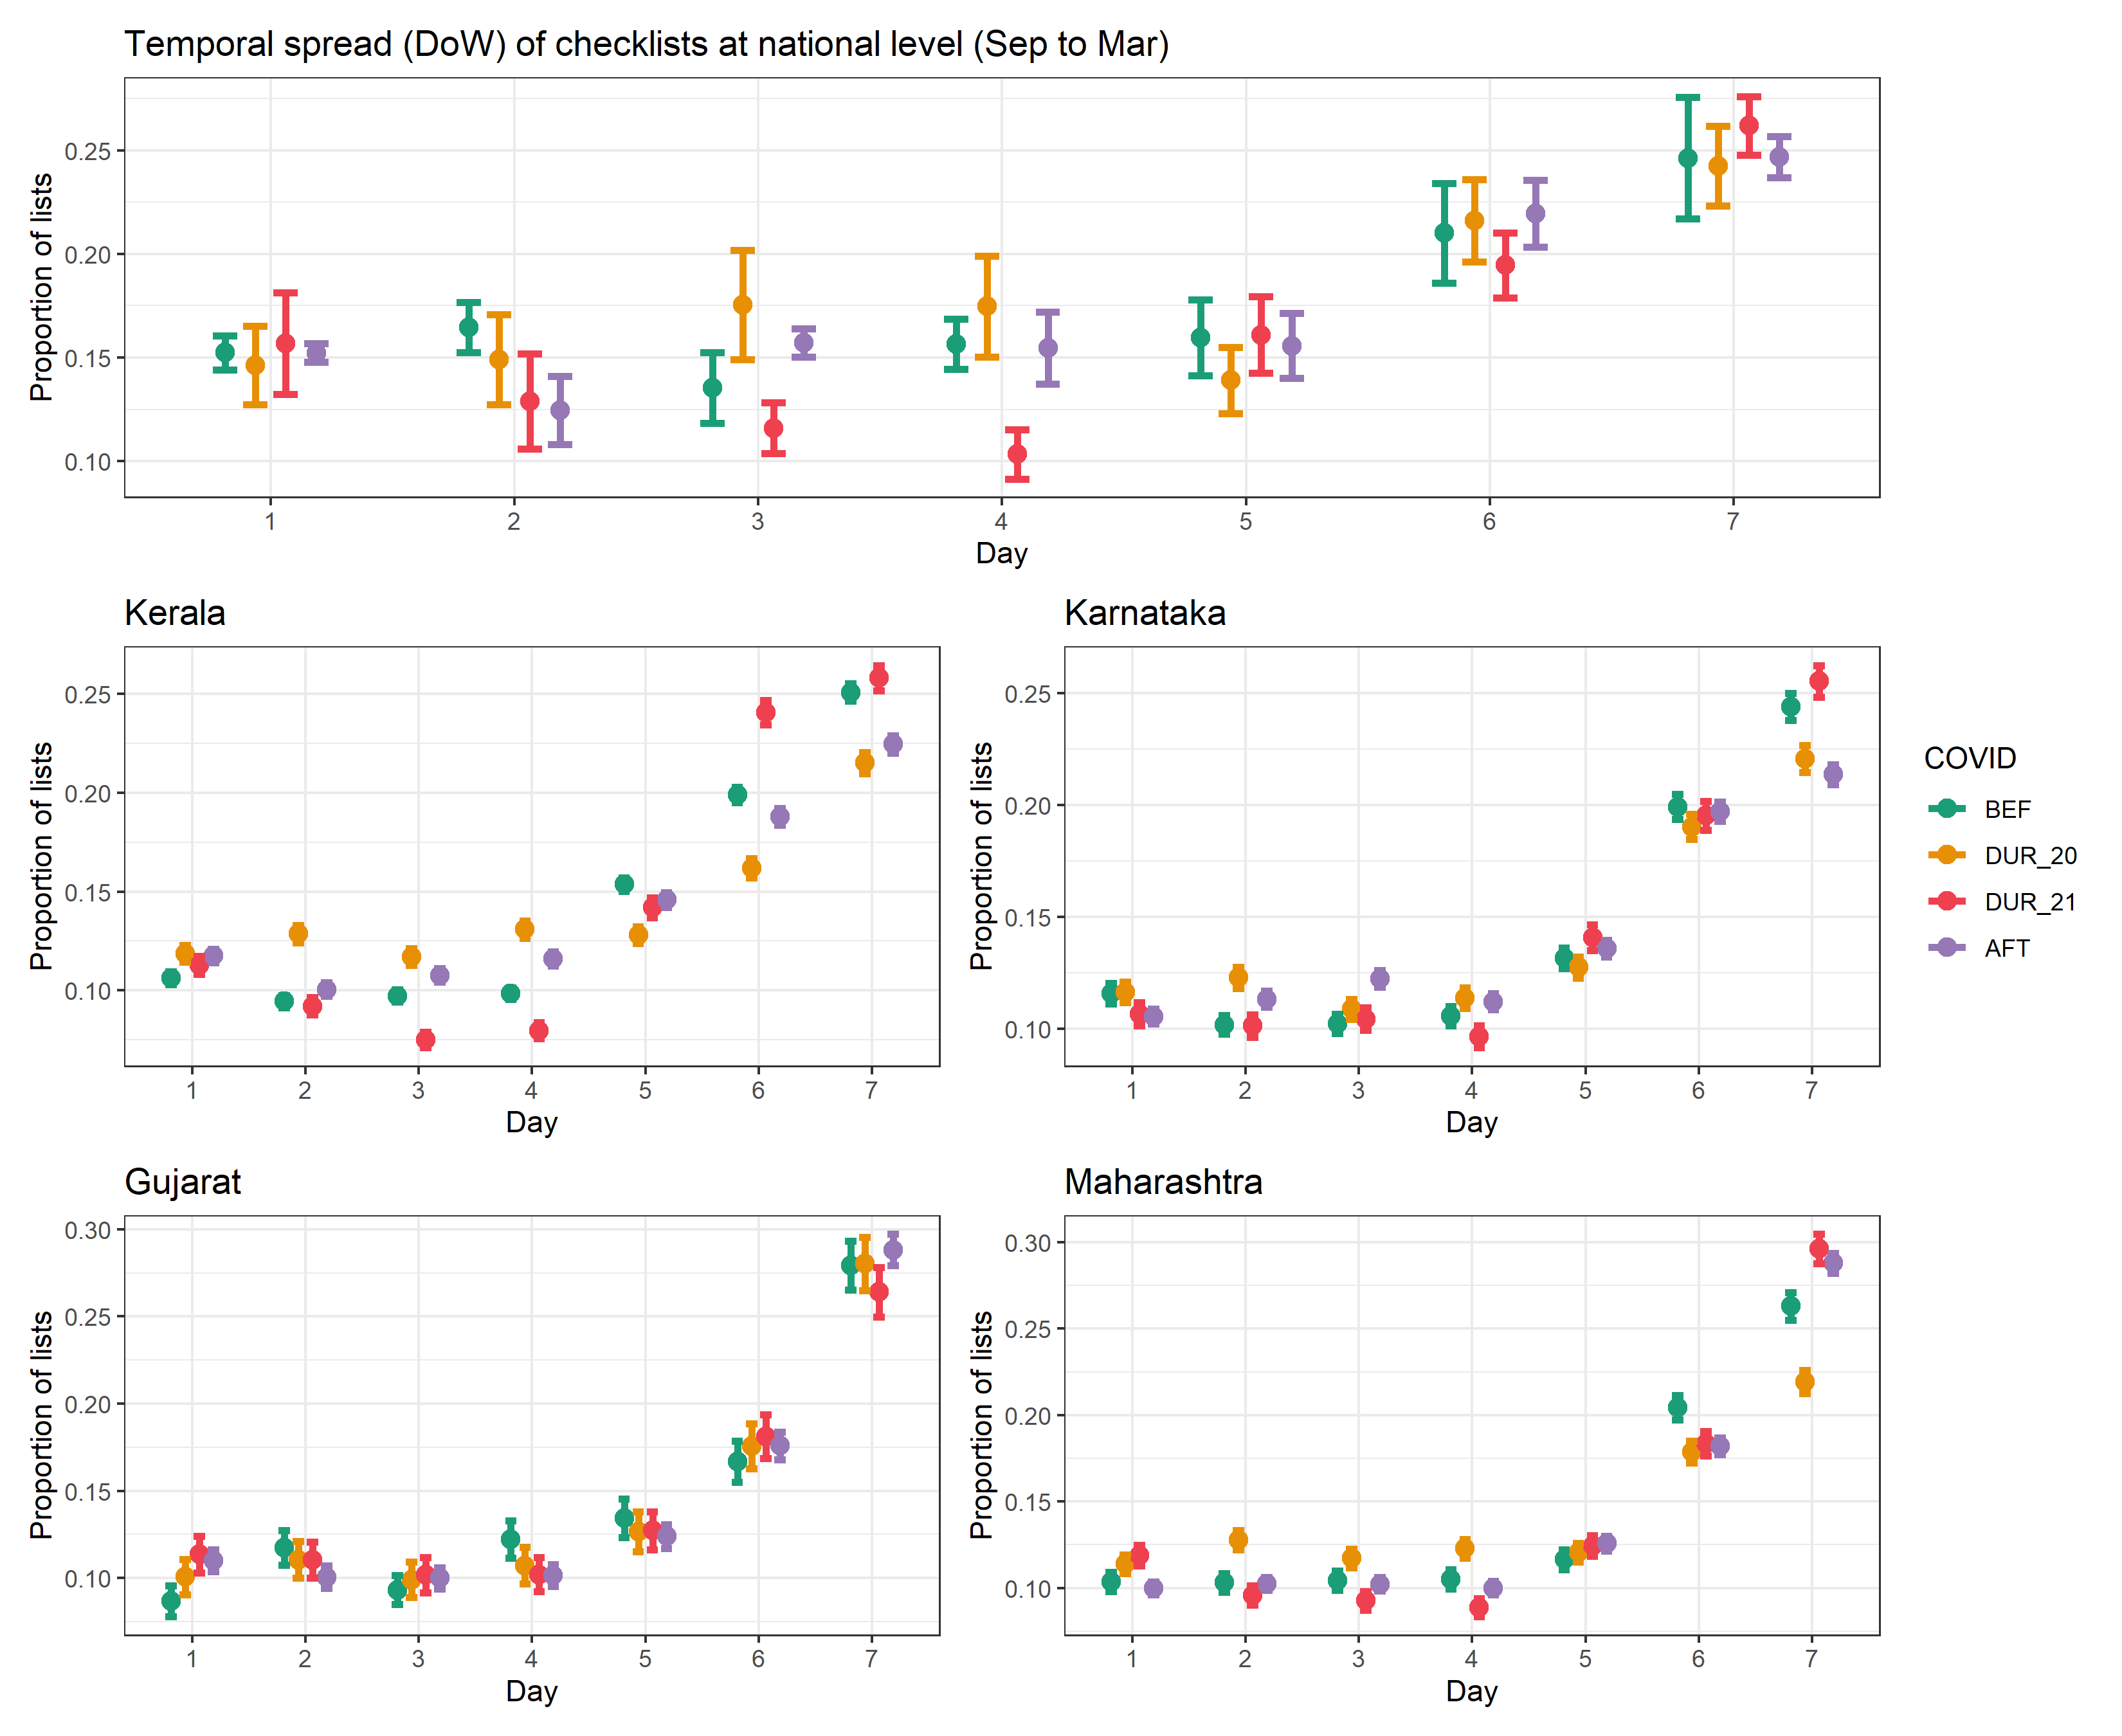 Temporal spread (DoW) of checklists at national level (Sep to Mar)
Proportion of lists
0.25
0.20
0.15
0.10
1 2 3 4 5 6 7
Day
Kerala
Proportion of lists
0.25
0.20
0.15
0.10
1 2 3 4 5 6 7
Day
Karnataka
Proportion of lists
0.25
0.20
0.15
0.10
1 2 3 4 5 6 7
Day
COVID
BEF
DUR_20
DUR_21
AFT
Gujarat
Proportion of lists
0.30
0.25
0.20
0.15
0.10
1 2 3 4 5 6 7
Day
Maharashtra
Proportion of lists
0.30
0.25
0.20
0.15
0.10
1 2 3 4 5 6 7
Day